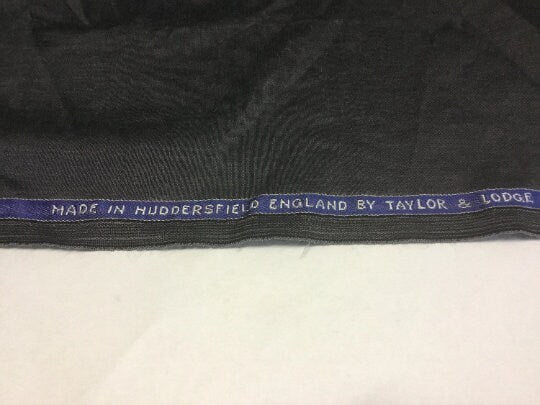 MADE IN HUDDERSFIELD ENGLAND BY TAYLOR & LODGE